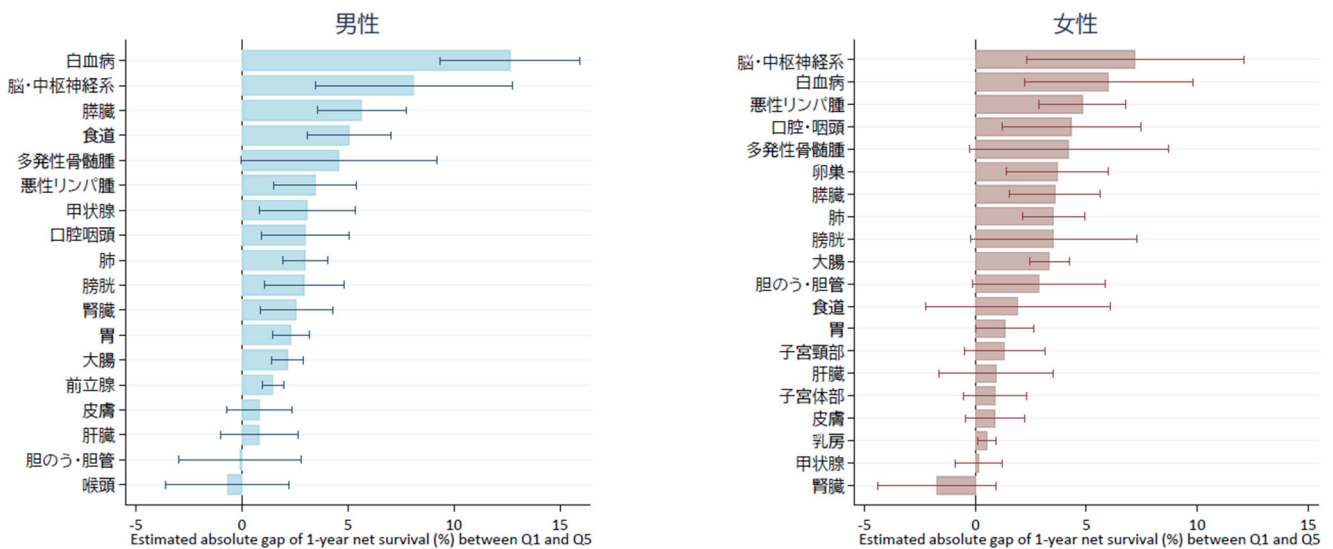 男性
白血病
脳・中枢神経系
膵臓
食道
多発性骨髄腫
悪性リンパ腫
甲状腺
口腔咽頭
肺
膀胱
腎臓
胃
大腸
前立腺
皮膚
肝臓
胆のう・胆管
喉頭
-5 0 5 10 15
Estimated absolute gap of 1-year net survival (%) between Q1 and Q5
女性
脳・中枢神経系
白血病
悪性リンパ腫
口腔・咽頭
多発性骨髄腫
卵巣
膵臓
肺
膀胱
大腸
胆のう・胆管
食道
胃
子宮頸部
肝臓
子宮体部
皮膚
乳房
甲状腺
腎臓
-5 0 5 10 15
Estimated absolute gap of 1-year net survival (%) between Q1 and Q5